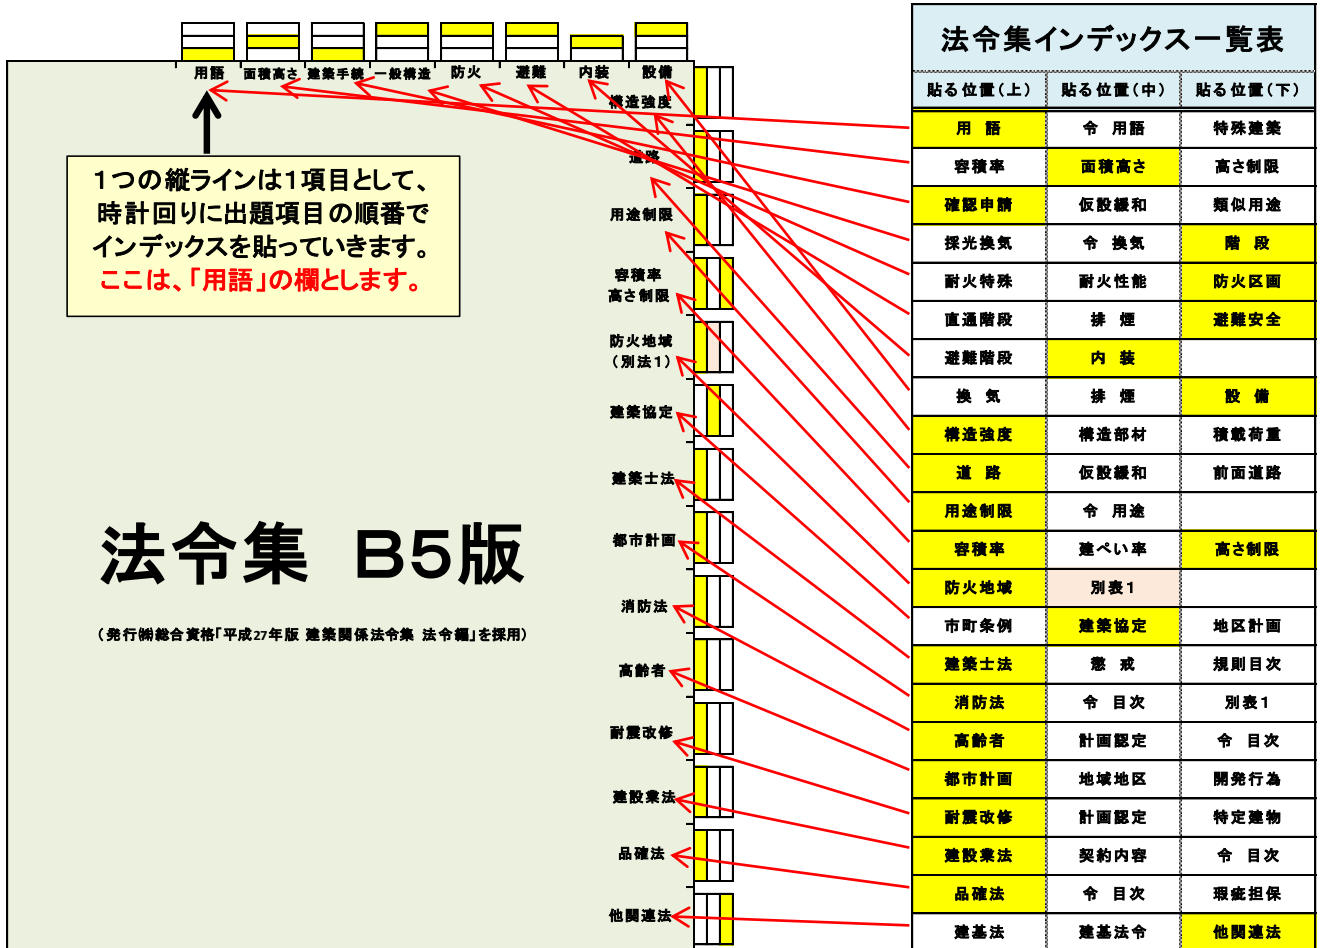 用語 面積高さ 建築手続 一般構造 防火 避難 内装 設備
構造強度
道路
用途制限
容積率
高さ制限
防火地域
(別法1)
建築協定
建築士法
都市計画
消防法
高齢者
耐震改修
建設業法
品確法
他関連法
1つの縦ラインは1項目として、
時計回りに出題項目の順番で
インデックスを貼っていきます。
ここは、「用語」の欄とします。
法令集 B5版
(発行㈱総合資格「平成27年版 建築関係法令集 法令編」を採用)
法令集インデックス一覧表
貼る位置(上) 貼る位置(中) 貼る位置(下)
用 語 令 用語 特殊建築
容積率 面積高さ 高さ制限
確認申請 仮設緩和 類似用途
採光換気 令 換気 階 段
耐火特殊 耐火性能 防火区画
直通階段 排 煙 避難安全
避難階段 内 装
換 気 排 煙 設 備
構造強度 構造部材 積載荷重
道 路 仮設緩和 前面道路
用途制限 令 用途
容積率 建ぺい率 高さ制限
防火地域 別表1
市町条例 建築協定 地区計画
建築士法 懲 戒 規則目次
消防法 令 目次 別表1
高齢者 計画認定 令 目次
都市計画 地域地区 開発行為
耐震改修 計画認定 特定建物
建設業法 契約内容 令 目次
品確法 令 目次 瑕疵担保
建基法 建基法令 他関連法